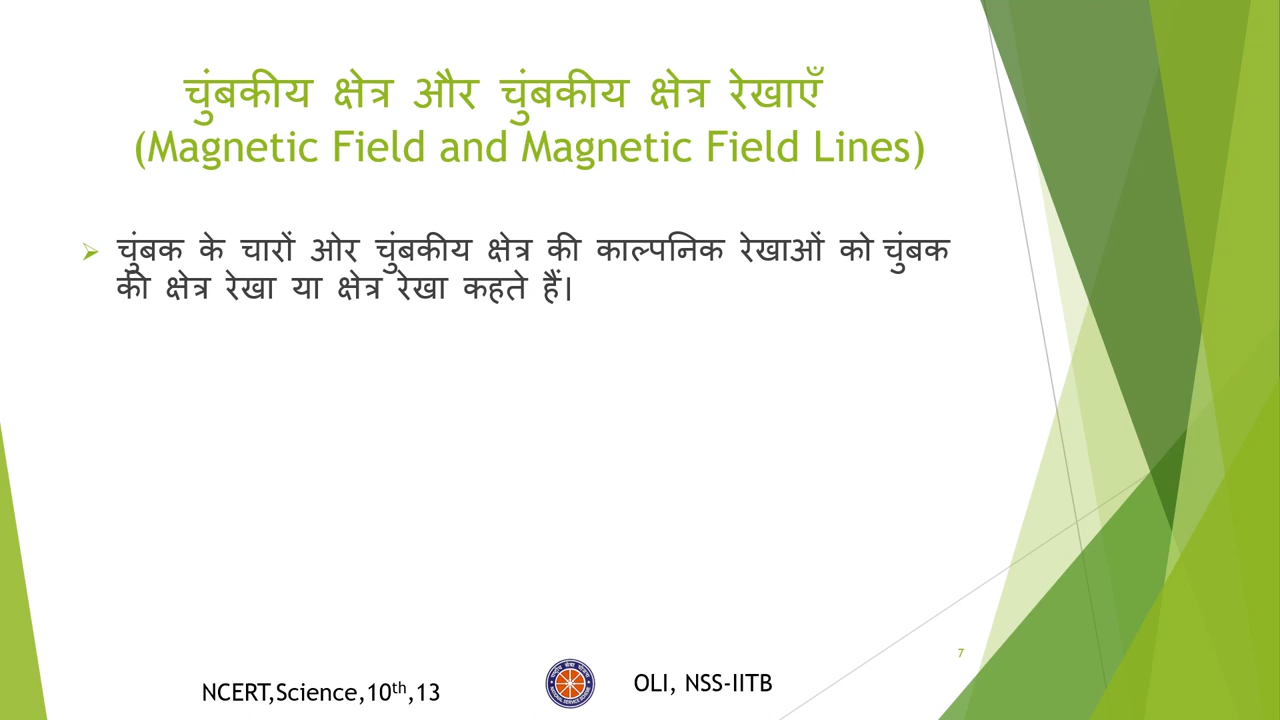 चुंबकीय क्षेत्र और चुंबकीय क्षेत्र रेखाएँ
(Magnetic Field and Magnetic Field Lines)
चुंबक के चारों ओर चुंबकीय क्षेत्र की काल्पनिक रेखाओं को चुंबक
की क्षेत्र रेखा या क्षेत्र रेखा कहते हैं।
7
NCERT,Science,10th,13
OLI, NSS-IITB